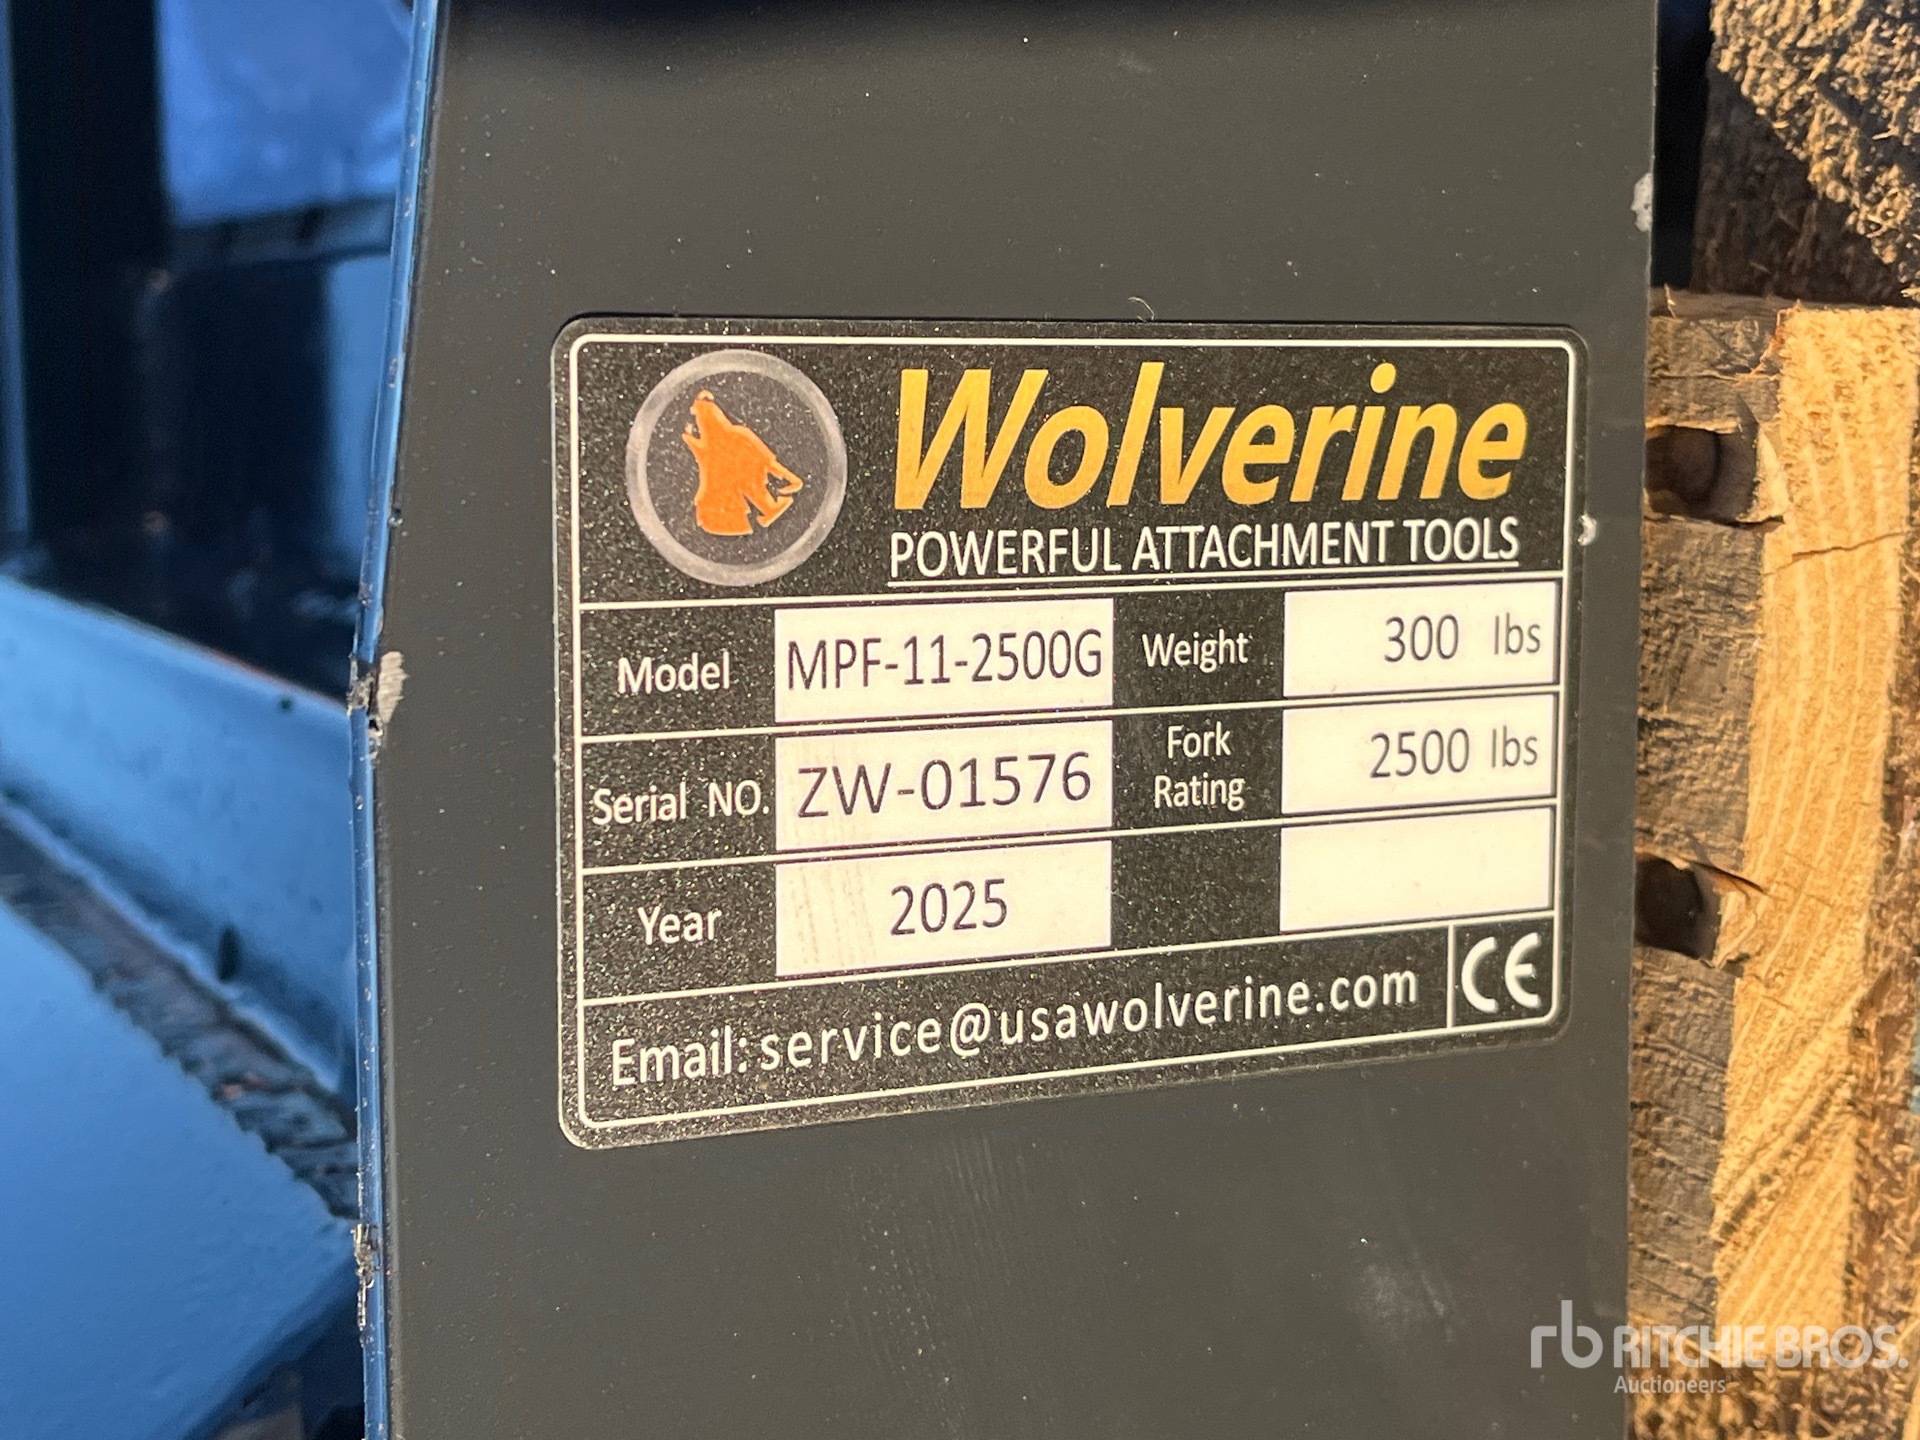 Wolverine
POWERFUL ATTACHMENT TOOLS
Model MPF-11-2500G Weight 300 lbs
Serial NO. ZW-01576 Fork Rating 2500 lbs
Year 2025
Email: service@usawolverine.com CE
rb RITCHIE BROS.
Auctioneers